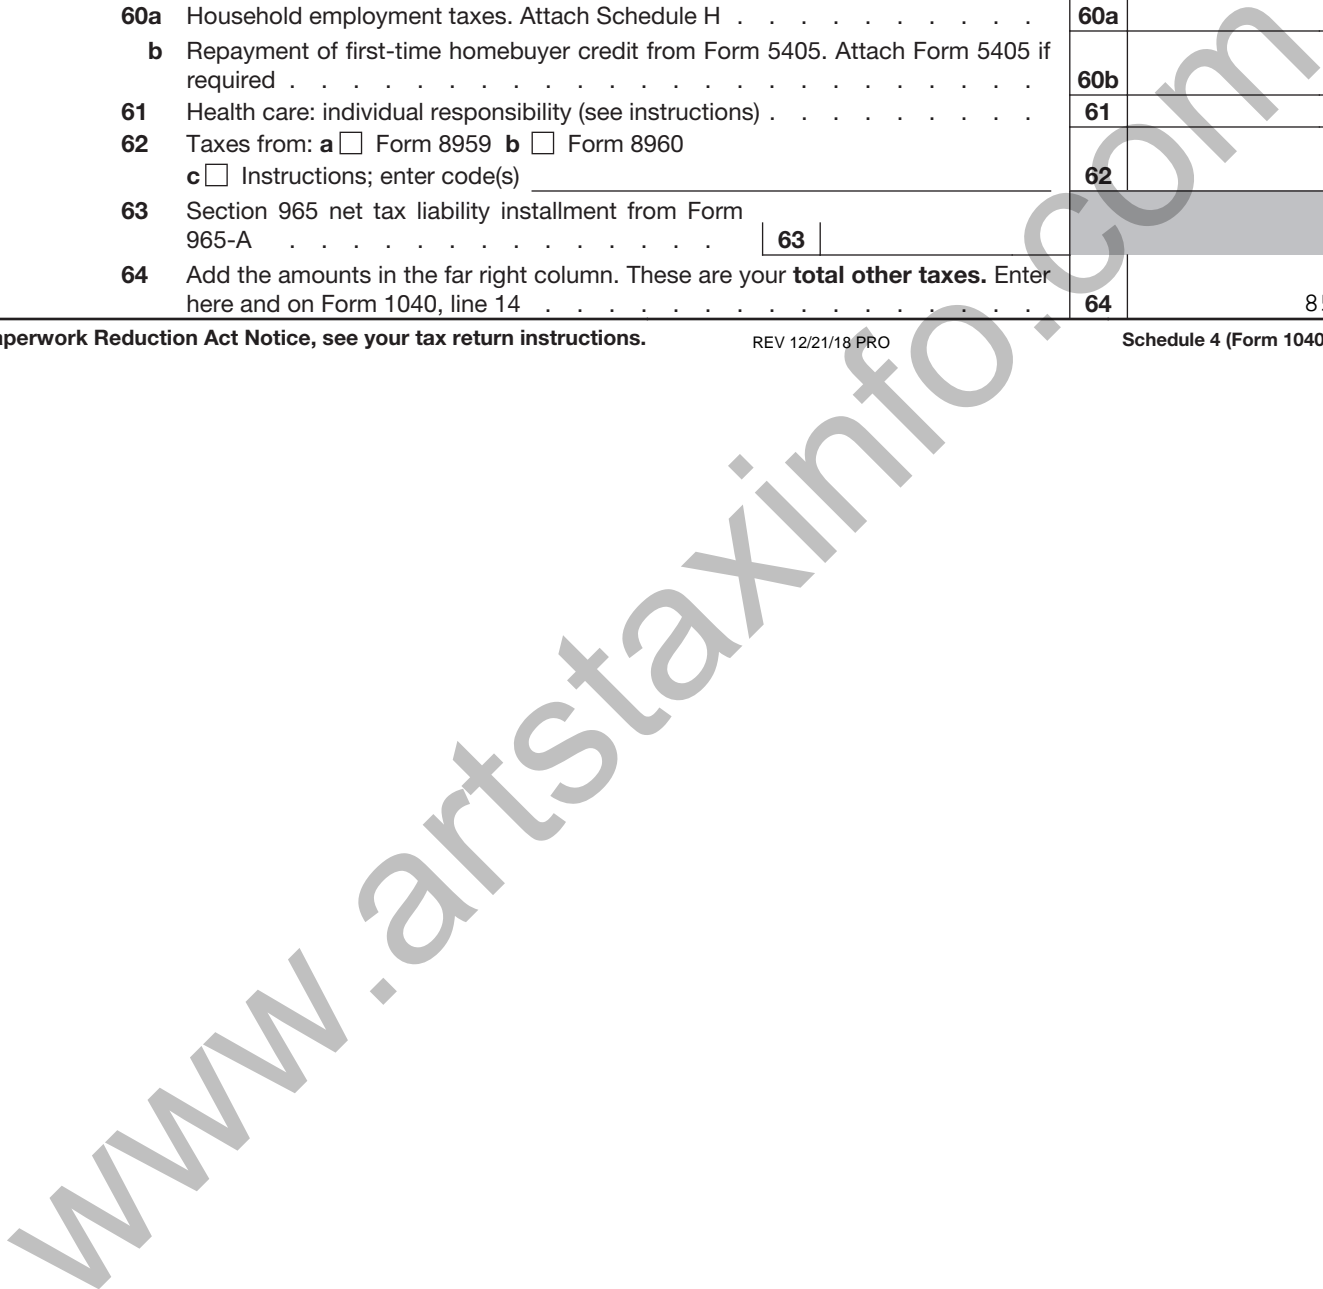 60a Household employment taxes. Attach Schedule H . . . . . . . . . . 60a
b Repayment of first-time homebuyer credit from Form 5405. Attach Form 5405 if
required . . . . . . . . . . . . . . . . . . . . . . . . 60b
61 Health care: individual responsibility (see instructions) . . . . . . . . . 61
62 Taxes from: a Form 8959 b Form 8960
c Instructions; enter code(s) 62
63 Section 965 net tax liability installment from Form
965-A . . . . . . . . . . . . . . 63
64 Add the amounts in the far right column. These are your total other taxes. Enter
here and on Form 1040, line 14 . . . . . . . . . . . . . . . . 64
Reduction Act Notice, see your tax return instructions. REV 12/21/18 PRO Schedule 4 (Form 1040
www.artstaxinfo.com